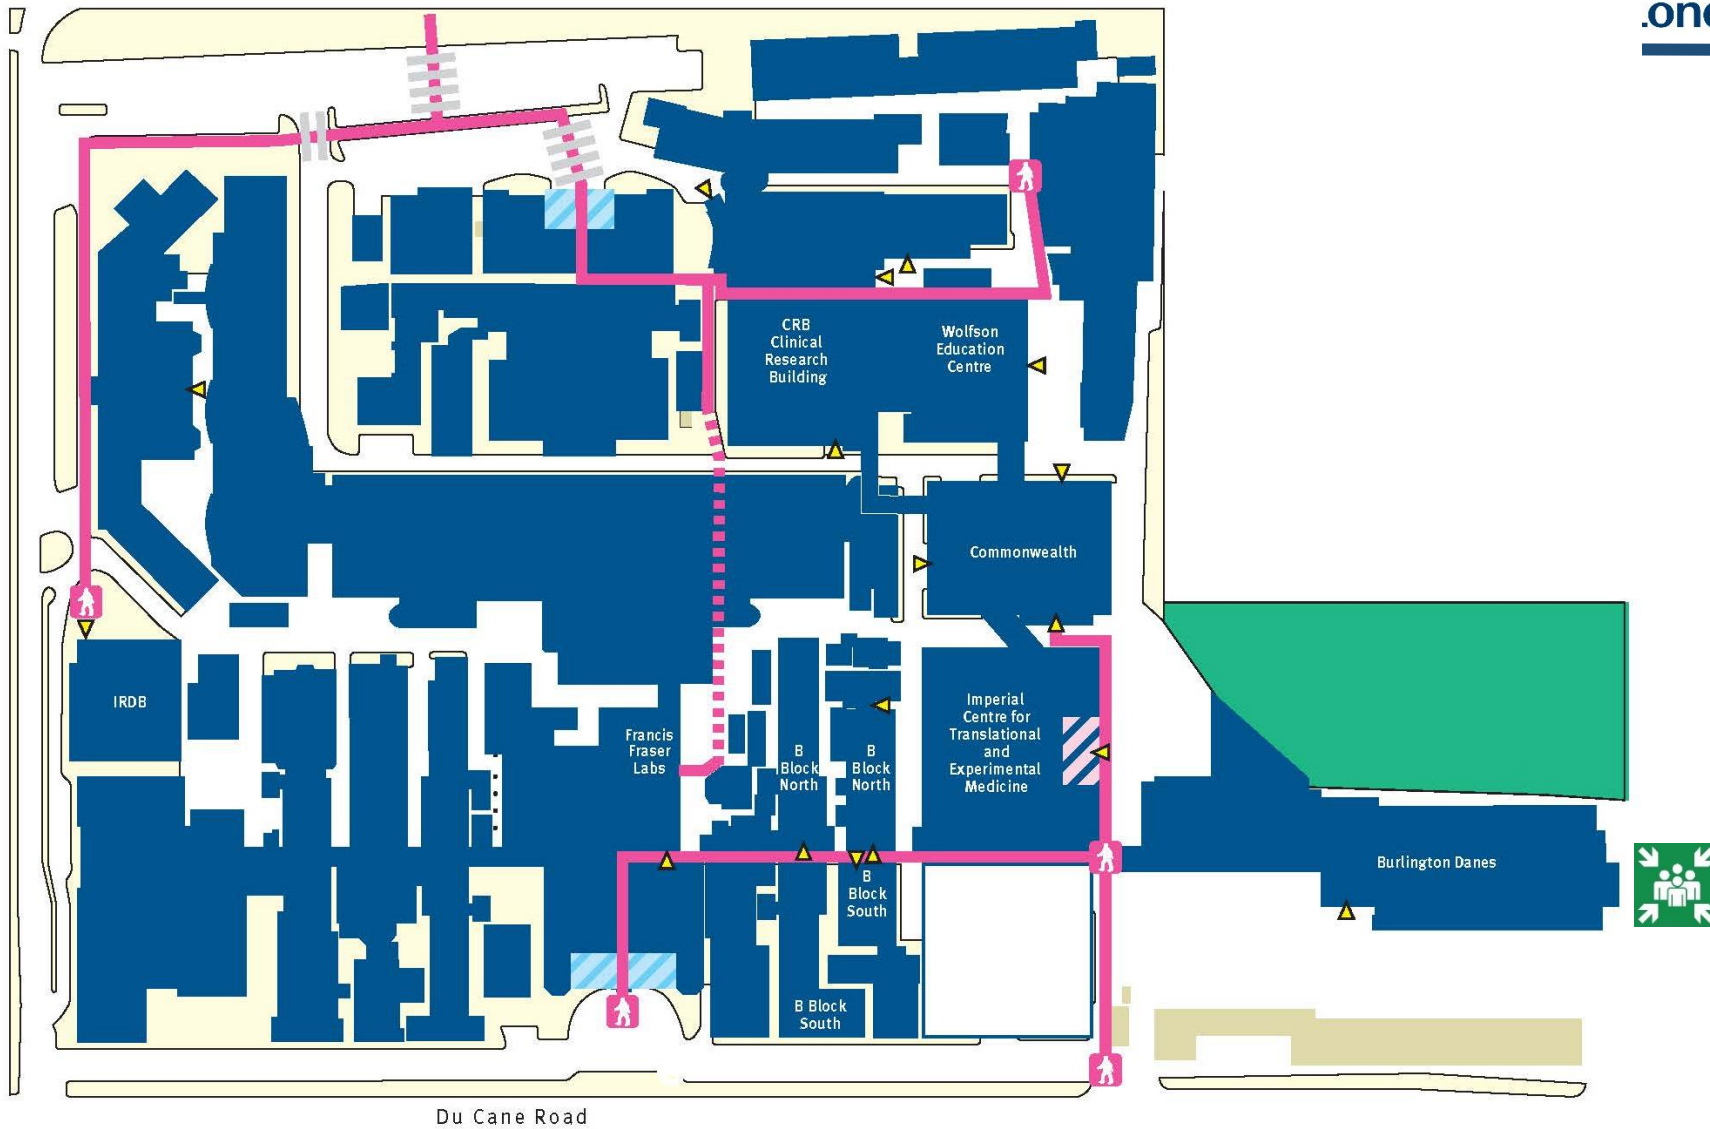 CRB
Clinical
Research
Building
Wolfson
Education
Centre
Commonwealth
IRDB
Francis
Fraser
Labs
B
Block
North
B
Block
North
Imperial
Centre for
Translational
and
Experimental
Medicine
B
Block
South
Burlington Danes
B Block
South
Du Cane Road